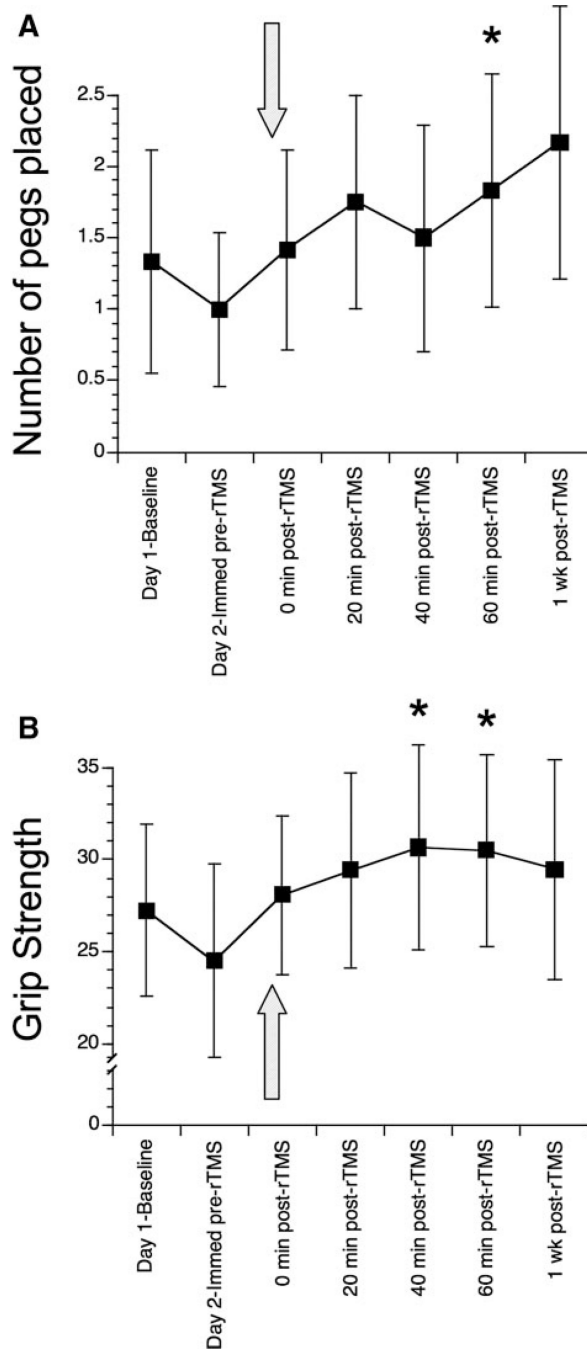 A
*
Number of pegs placed
2.5
2
1.5
1
0.5
0
Day 1-Baseline
Day 2-Immed pre-rTMS
0 min post-rTMS
20 min post-rTMS
40 min post-rTMS
60 min post-rTMS
1 wk post-rTMS
B
* *
Grip Strength
35
30
25
20
0
Day 1-Baseline
Day 2-Immed pre-rTMS
0 min post-rTMS
20 min post-rTMS
40 min post-rTMS
60 min post-rTMS
1 wk post-rTMS